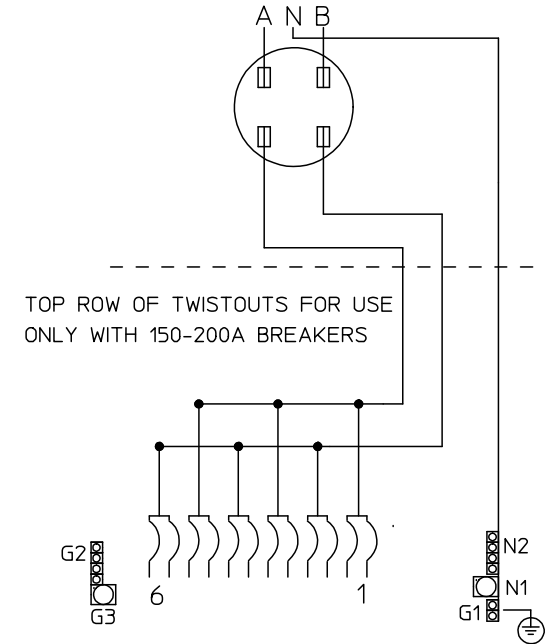 A N B
TOP ROW OF TWISTOUTS FOR USE
ONLY WITH 150-200A BREAKERS
G2
G3
6
1
N2
N1
G1